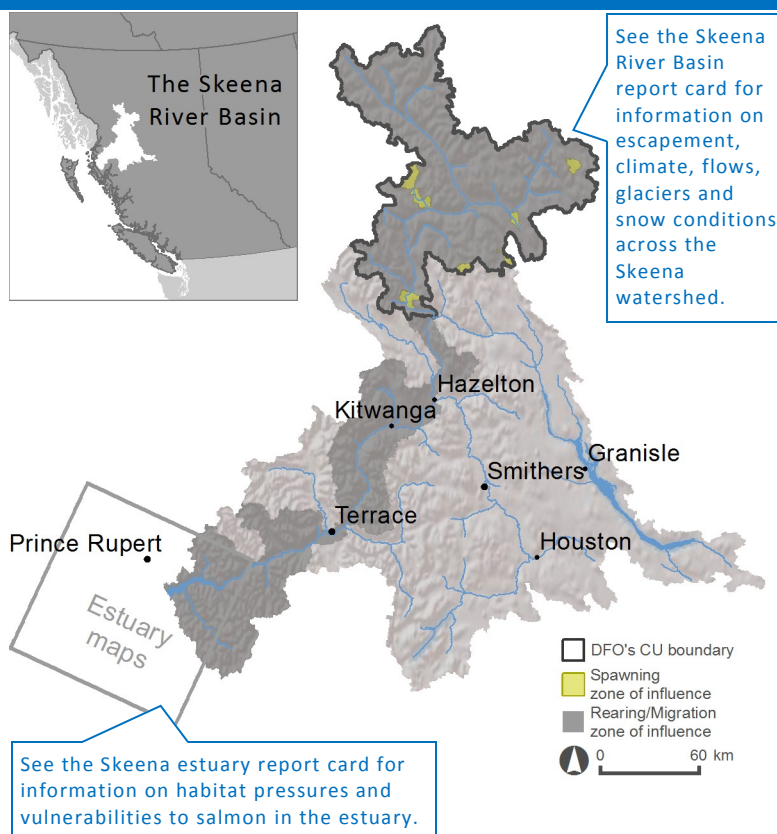 The Skeena
River Basin
See the Skeena
River Basin
report card for
information on
escapement,
climate, flows,
glaciers and
snow conditions
across the
Skeena
watershed.
Hazelton
Kitwanga
Granisle
Smithers
Terrace
Prince Rupert
Houston
Estuary
maps
DFO's CU boundary
Spawning
zone of influence
Rearing/Migration
zone of influence
0 60 km
See the Skeena estuary report card for
information on habitat pressures and
vulnerabilities to salmon in the estuary.